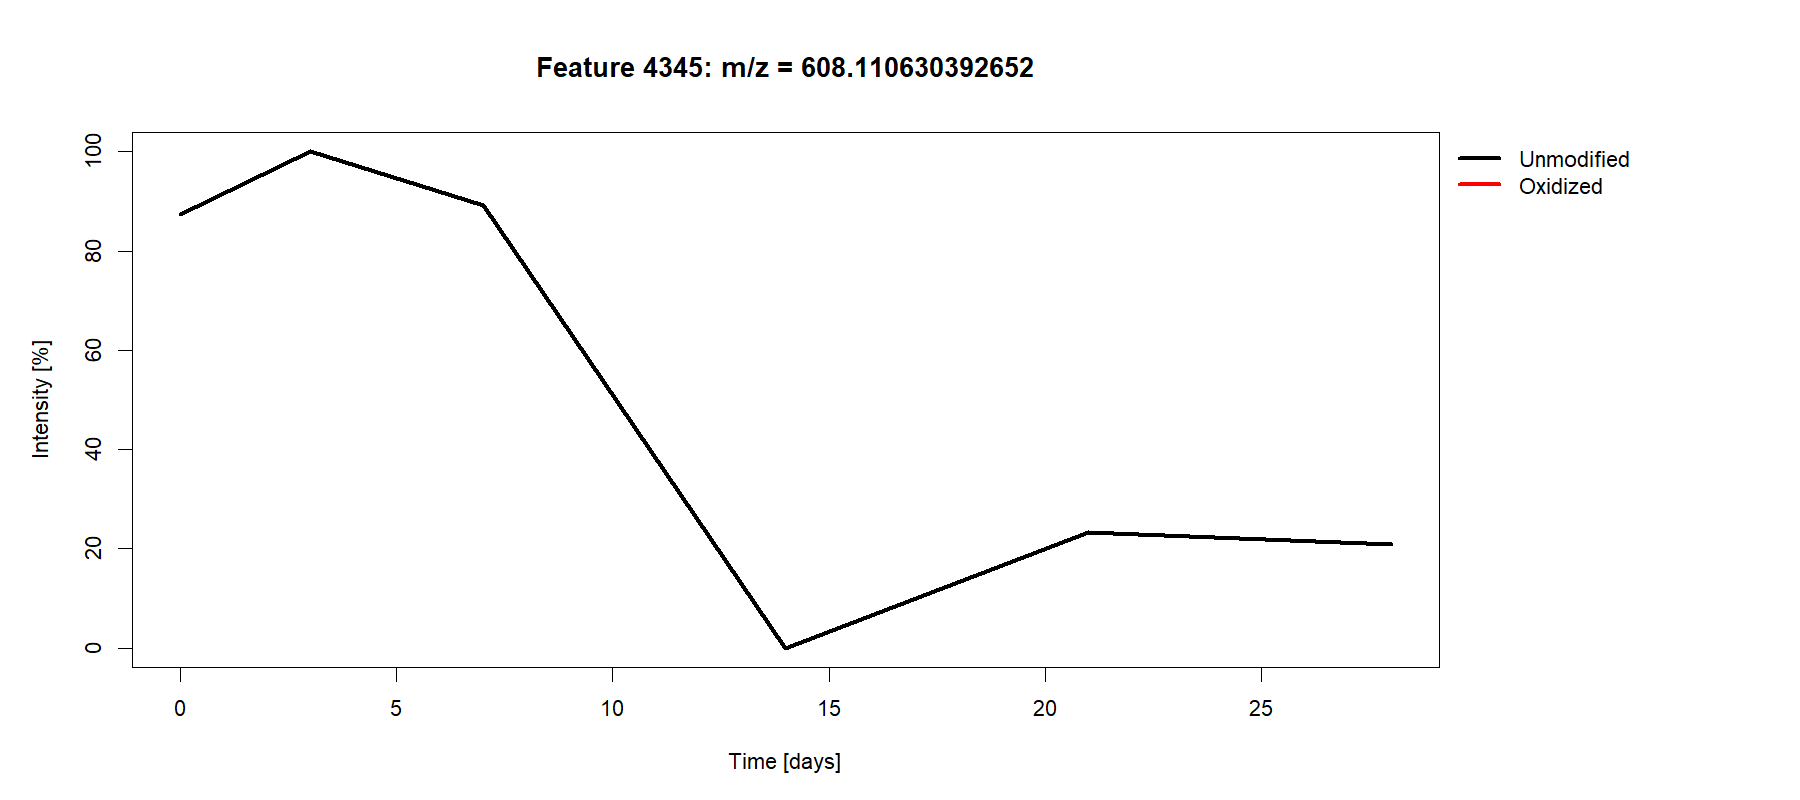 Feature 4345: m/z = 608.110630392652
Unmodified
Oxidized
Intensity [%]
100
80
60
40
20
0
0 5 10 15 20 25
Time [days]